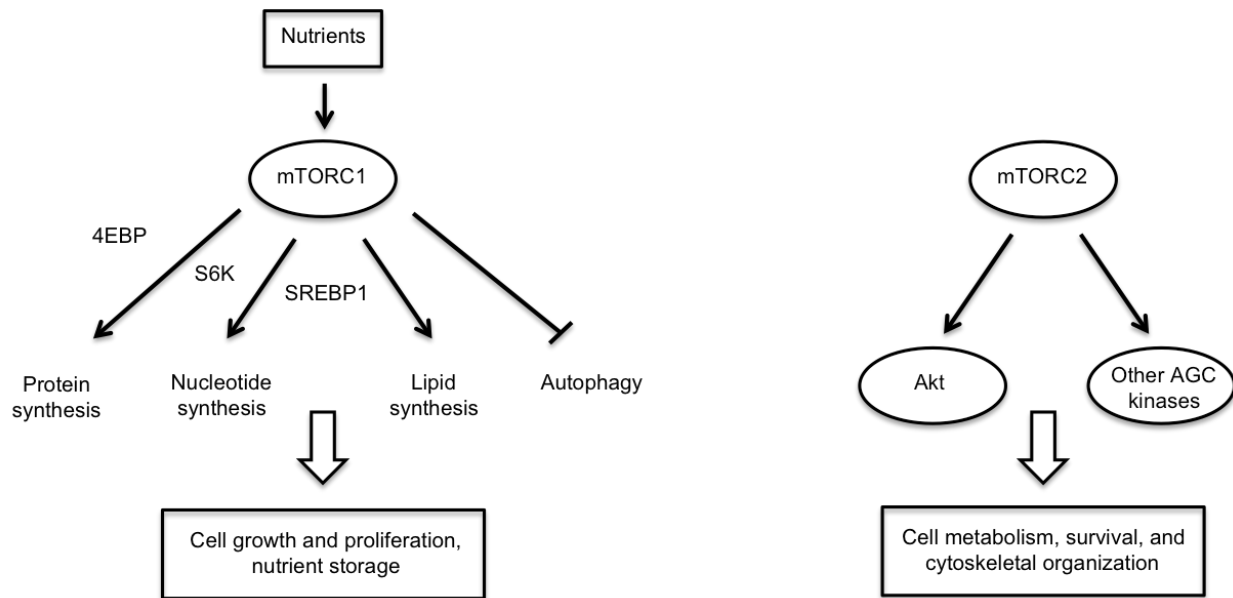 Nutrients
mTORC1
4EBP
S6K
SREBP1
Protein
synthesis
Nucleotide
synthesis
Lipid
synthesis
Autophagy
Cell growth and proliferation,
nutrient storage
mTORC2
Akt
Other AGC
kinases
Cell metabolism, survival, and
cytoskeletal organization